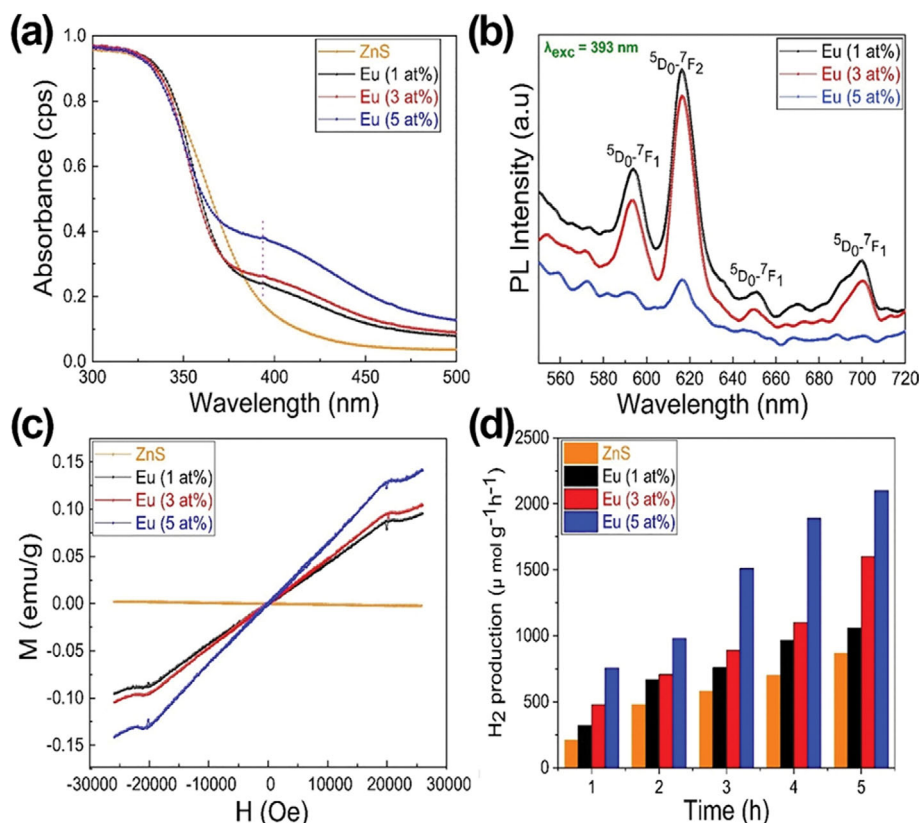 (a)
ZnS
Eu (1 at%)
Eu (3 at%)
Eu (5 at%)
Absorbance (cps)
1.0
0.8
0.6
0.4
0.2
0.0
300 350 400 450 500
Wavelength (nm)
(b)
λexc = 393 nm
Eu (1 at%)
Eu (3 at%)
Eu (5 at%)
⁵D₀-⁷F₂
⁵D₀-⁷F₁
⁵D₀-⁷F₁
⁵D₀-⁷F₁
PL Intensity (a.u)
560 580 600 620 640 660 680 700 720
Wavelength (nm)
(c)
ZnS
Eu (1 at%)
Eu (3 at%)
Eu (5 at%)
M (emu/g)
0.15
0.10
0.05
0.00
-0.05
-0.10
-0.15
-30000 -20000 -10000 0 10000 20000 30000
H (Oe)
(d)
ZnS
Eu (1 at%)
Eu (3 at%)
Eu (5 at%)
H₂ production (μ mol g⁻¹h⁻¹)
2500
2000
1500
1000
500
0
1 2 3 4 5
Time (h)